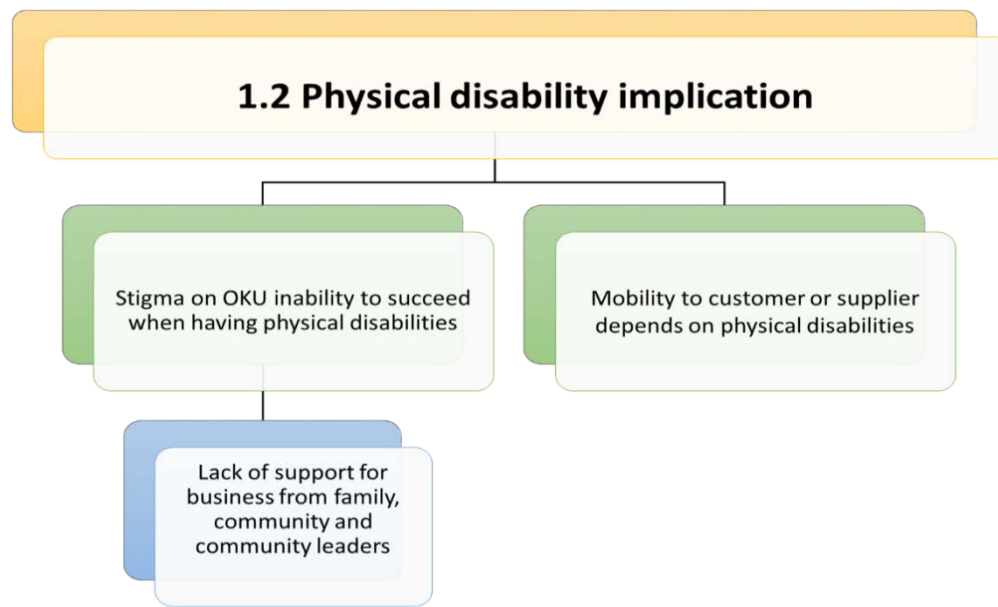 1.2 Physical disability implication
Stigma on OKU inability to succeed
when having physical disabilities
Mobility to customer or supplier
depends on physical disabilities
Lack of support for
business from family,
community and
community leaders